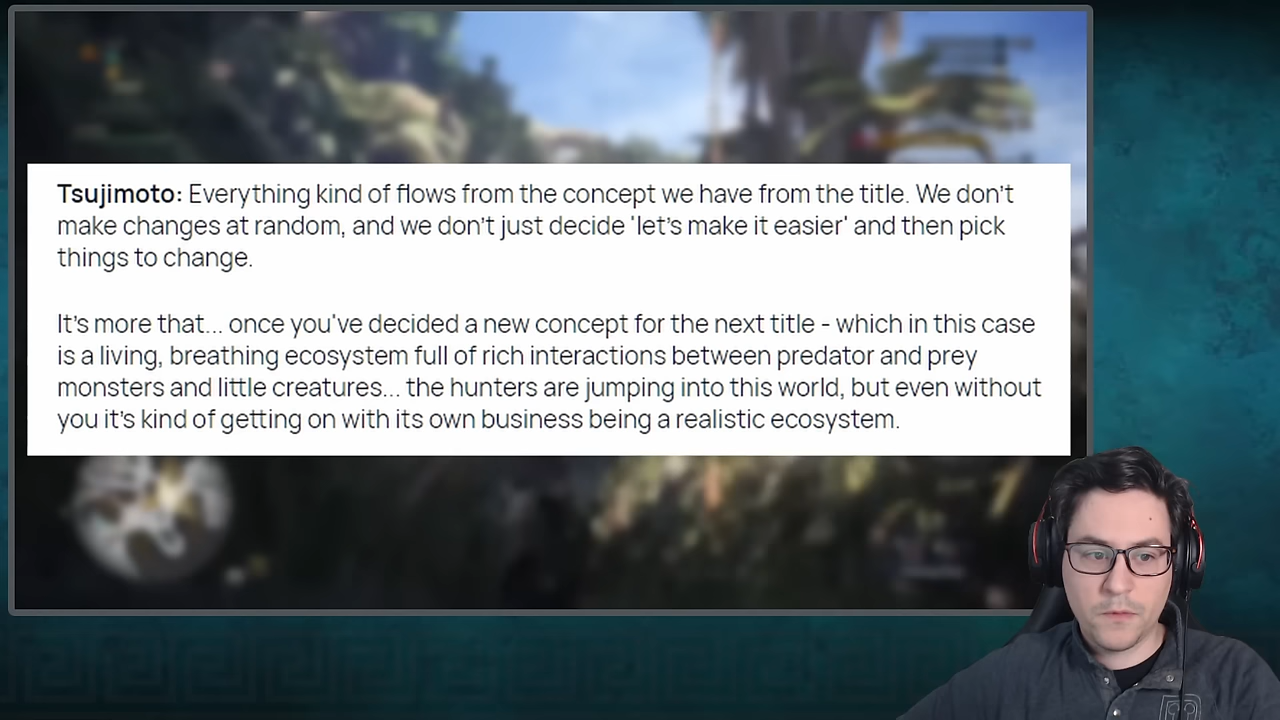 Tsujimoto: Everything kind of flows from the concept we have from the title. We don't
make changes at random, and we don't just decide 'let's make it easier' and then pick
things to change.
It's more that... once you've decided a new concept for the next title - which in this case
is a living, breathing ecosystem full of rich interactions between predator and prey
monsters and little creatures... the hunters are jumping into this world, but even without
you it's kind of getting on with its own business being a realistic ecosystem.